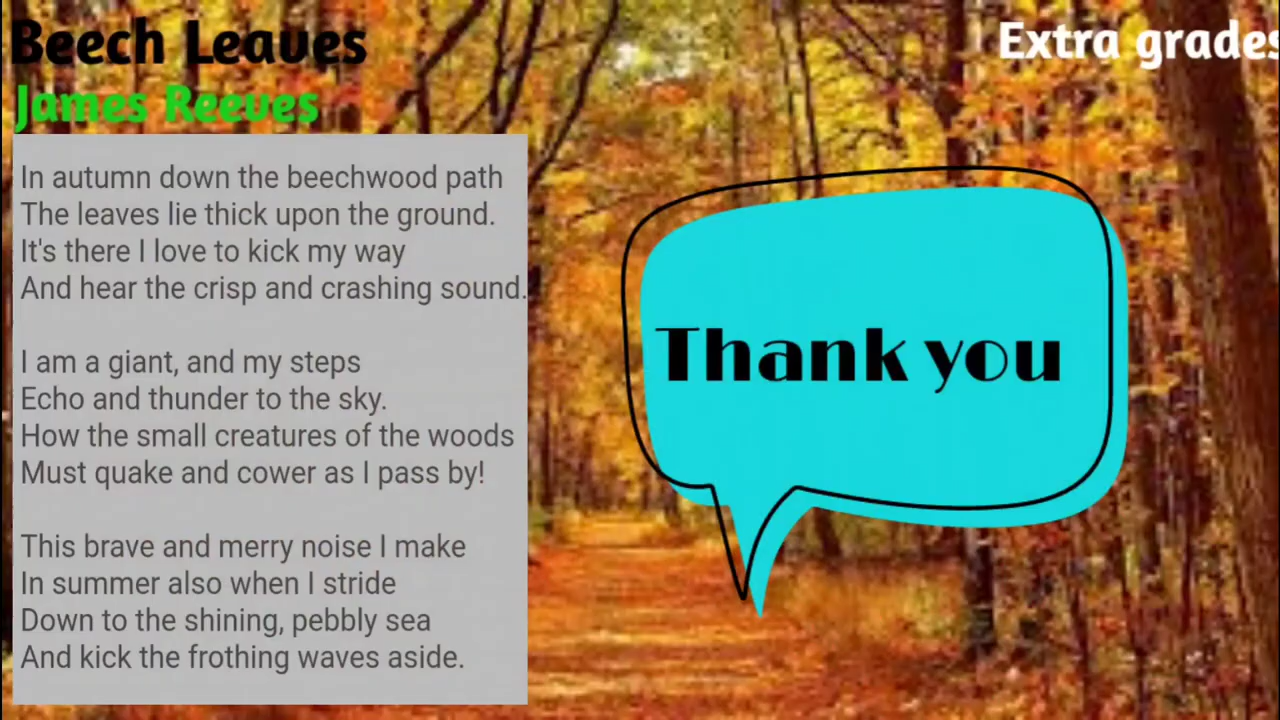 Beech Leaves
Extra grades
James Reeves
In autumn down the beechwood path
The leaves lie thick upon the ground.
It's there I love to kick my way
And hear the crisp and crashing sound.
I am a giant, and my steps
Echo and thunder to the sky.
How the small creatures of the woods
Must quake and cower as I pass by!
This brave and merry noise I make
In summer also when I stride
Down to the shining, pebbly sea
And kick the frothing waves aside.
Thank you